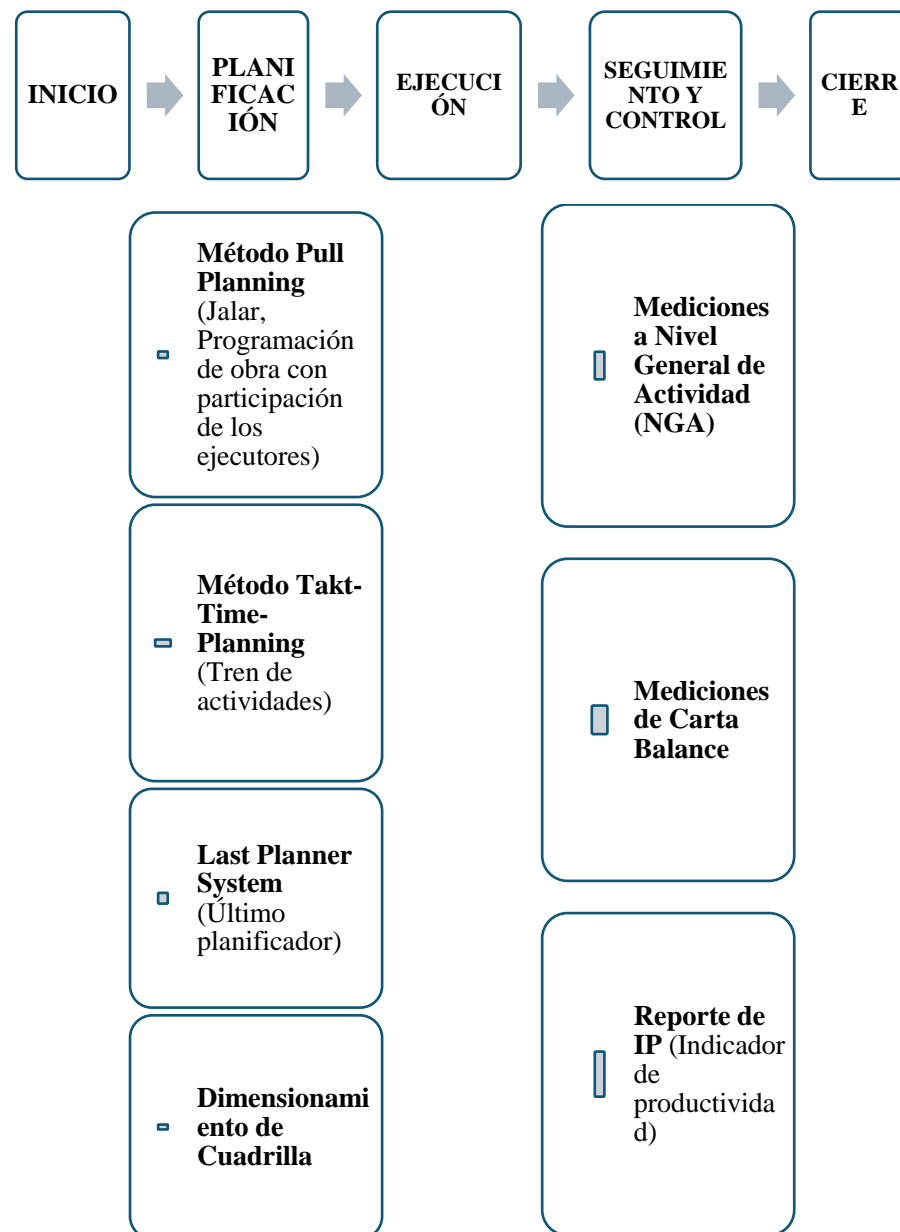 INICIO
PLANI
FICAC
IÓN
EJECUCI
ÓN
SEGUIMIE
NTO Y
CONTROL
CIERR
E
Método Pull
Planning
(Jalar,
Programación
de obra con
participación
de los
ejecutores)
Método Takt-
Time-
Planning
(Tren de
actividades)
Last Planner
System
(Último
planificador)
Dimensionami
ento de
Cuadrilla
Mediciones
a Nivel
General de
Actividad
(NGA)
Mediciones
de Carta
Balance
Reporte de
IP (Indicador
de
productivida
d)